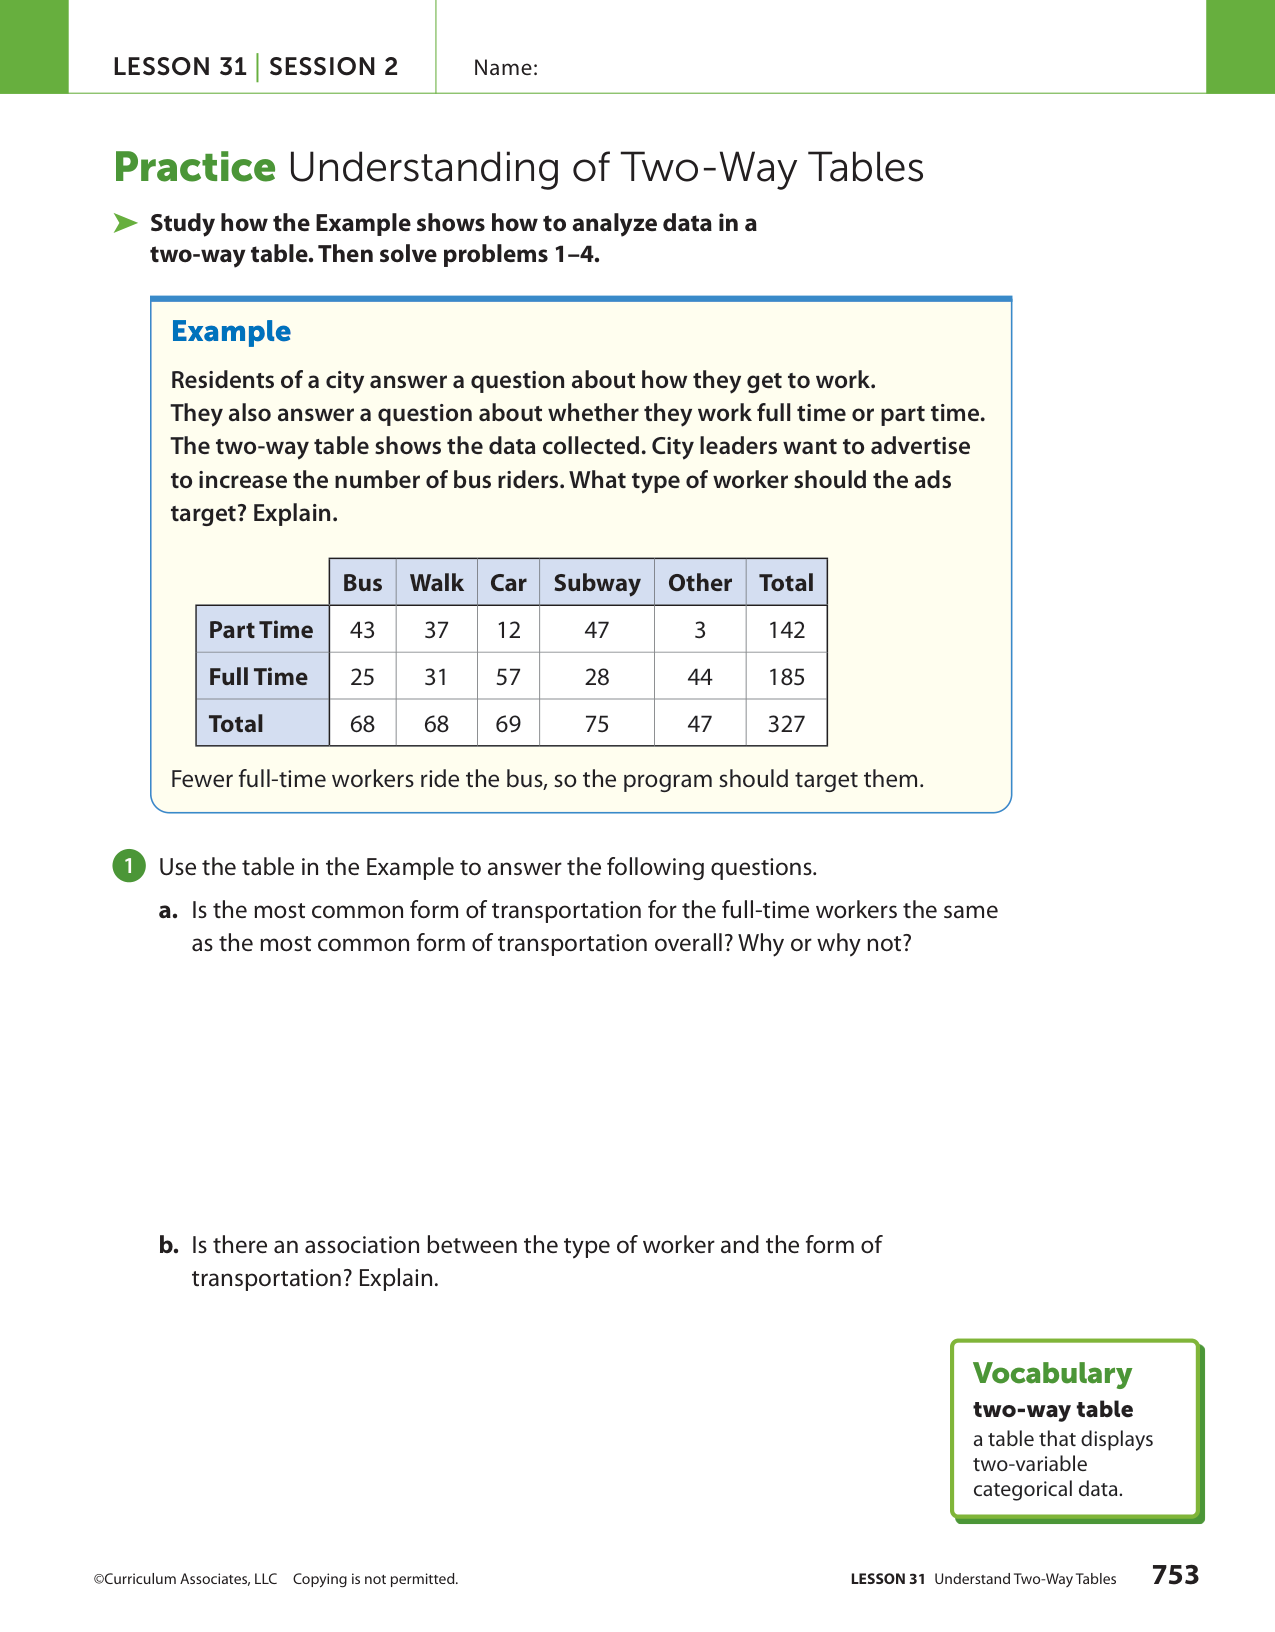 LESSON 31 | SESSION 2
Name:
Practice Understanding of Two-Way Tables
➤ Study how the Example shows how to analyze data in a
two-way table. Then solve problems 1–4.
Example
Residents of a city answer a question about how they get to work.
They also answer a question about whether they work full time or part time.
The two-way table shows the data collected. City leaders want to advertise
to increase the number of bus riders. What type of worker should the ads
target? Explain.
Bus Walk Car Subway Other Total
Part Time 43 37 12 47 3 142
Full Time 25 31 57 28 44 185
Total 68 68 69 75 47 327
Fewer full-time workers ride the bus, so the program should target them.
1 Use the table in the Example to answer the following questions.
a. Is the most common form of transportation for the full-time workers the same
as the most common form of transportation overall? Why or why not?
b. Is there an association between the type of worker and the form of
transportation? Explain.
Vocabulary
two-way table
a table that displays
two-variable
categorical data.
©Curriculum Associates, LLC Copying is not permitted.
LESSON 31 Understand Two-Way Tables 753